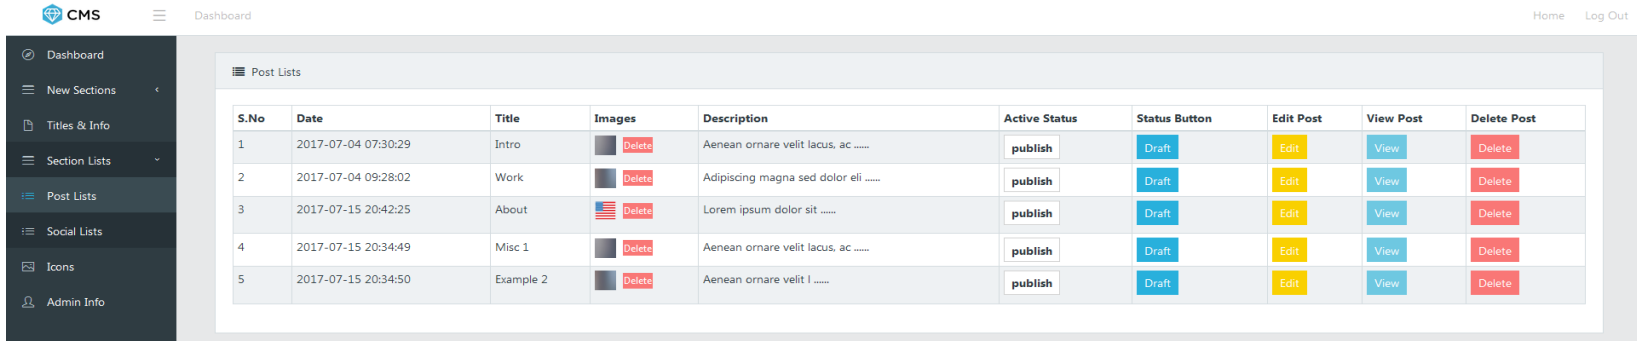 CMS Dashboard Home Log Out
Dashboard
New Sections
Titles & Info
Section Lists
Post Lists
Social Lists
Icons
Admin Info
Post Lists
S.No Date Title Images Description Active Status Status Button Edit Post View Post Delete Post
1 2017-07-04 07:30:29 Intro Delete Aenean ornare velit lacus, ac ...... publish Draft Edit View Delete
2 2017-07-04 09:28:02 Work Delete Adipiscing magna sed dolor eli ...... publish Draft Edit View Delete
3 2017-07-15 20:42:25 About Delete Lorem ipsum dolor sit ...... publish Draft Edit View Delete
4 2017-07-15 20:34:49 Misc 1 Delete Aenean ornare velit lacus, ac ...... publish Draft Edit View Delete
5 2017-07-15 20:34:50 Example 2 Delete Aenean ornare velit l ...... publish Draft Edit View Delete